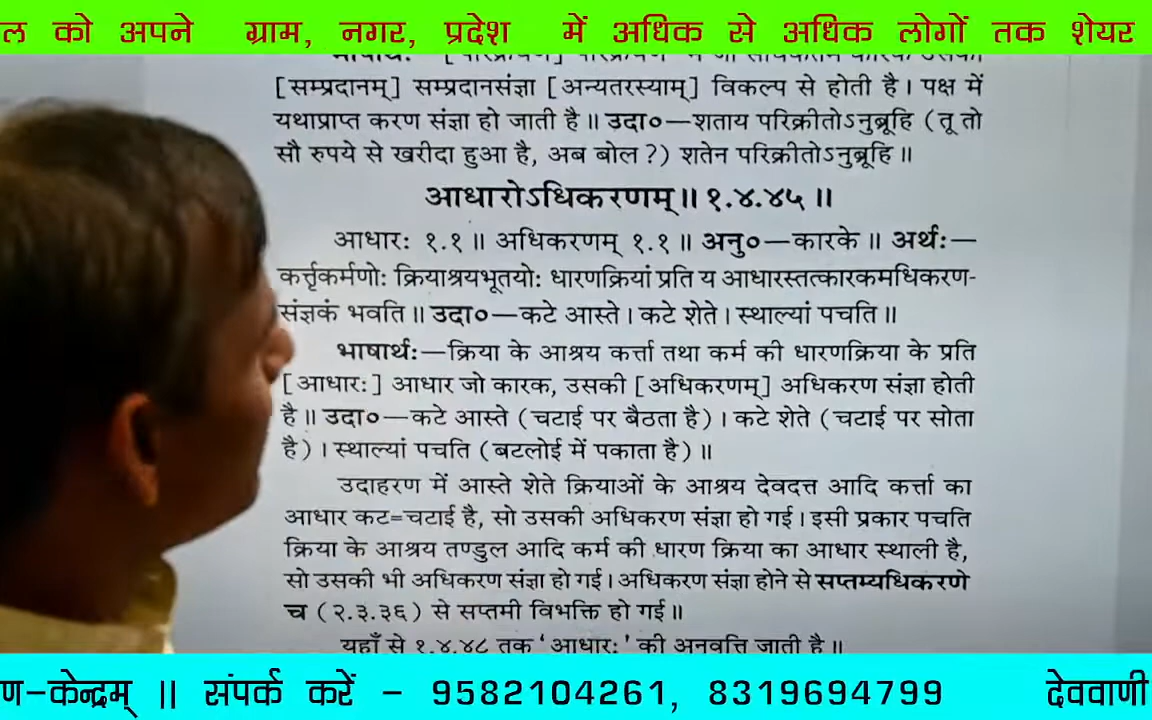 ल को अपने ग्राम, नगर, प्रदेश में अधिक से अधिक लोगों तक शेयर
[सम्प्रदानम्] सम्प्रदानसंज्ञा [अन्यतरस्याम्] विकल्प से होती है। पक्ष में
यथाप्राप्त करण संज्ञा हो जाती है॥ उदा०—शताय परिक्रीतोऽनुब्रूहि (तू तो
सौ रुपये से खरीदा हुआ है, अब बोल ?) शतेन परिक्रीतोऽनुब्रूहि॥
आधारोऽधिकरणम्॥ १.४.४५॥
आधारः १.१॥ अधिकरणम् १.१॥ अनु०—कारके॥ अर्थः—
कर्त्तृकर्मणोः क्रियाश्रयभूतयोः धारणक्रियां प्रति य आधारस्तत्कारकमधिकरण-
संज्ञकं भवति॥ उदा०—कटे आस्ते। कटे शेते। स्थाल्यां पचति॥
भाषार्थः—क्रिया के आश्रय कर्त्ता तथा कर्म की धारणक्रिया के प्रति
[आधारः] आधार जो कारक, उसकी [अधिकरणम्] अधिकरण संज्ञा होती
है॥ उदा०—कटे आस्ते (चटाई पर बैठता है)। कटे शेते (चटाई पर सोता
है)। स्थाल्यां पचति (बटलोई में पकाता है)॥
उदाहरण में आस्ते शेते क्रियाओं के आश्रय देवदत्त आदि कर्त्ता का
आधार कट=चटाई है, सो उसकी अधिकरण संज्ञा हो गई। इसी प्रकार पचति
क्रिया के आश्रय तण्डुल आदि कर्म की धारण क्रिया का आधार स्थाली है,
सो उसकी भी अधिकरण संज्ञा हो गई। अधिकरण संज्ञा होने से सप्तम्यधिकरणे
च (२.३.३६) से सप्तमी विभक्ति हो गई॥
यहाँ से १.४.४८ तक 'आधारः' की अनुवृत्ति जाती है॥
ण-केन्द्रम् || संपर्क करें - 9582104261, 8319694799 देववाणी